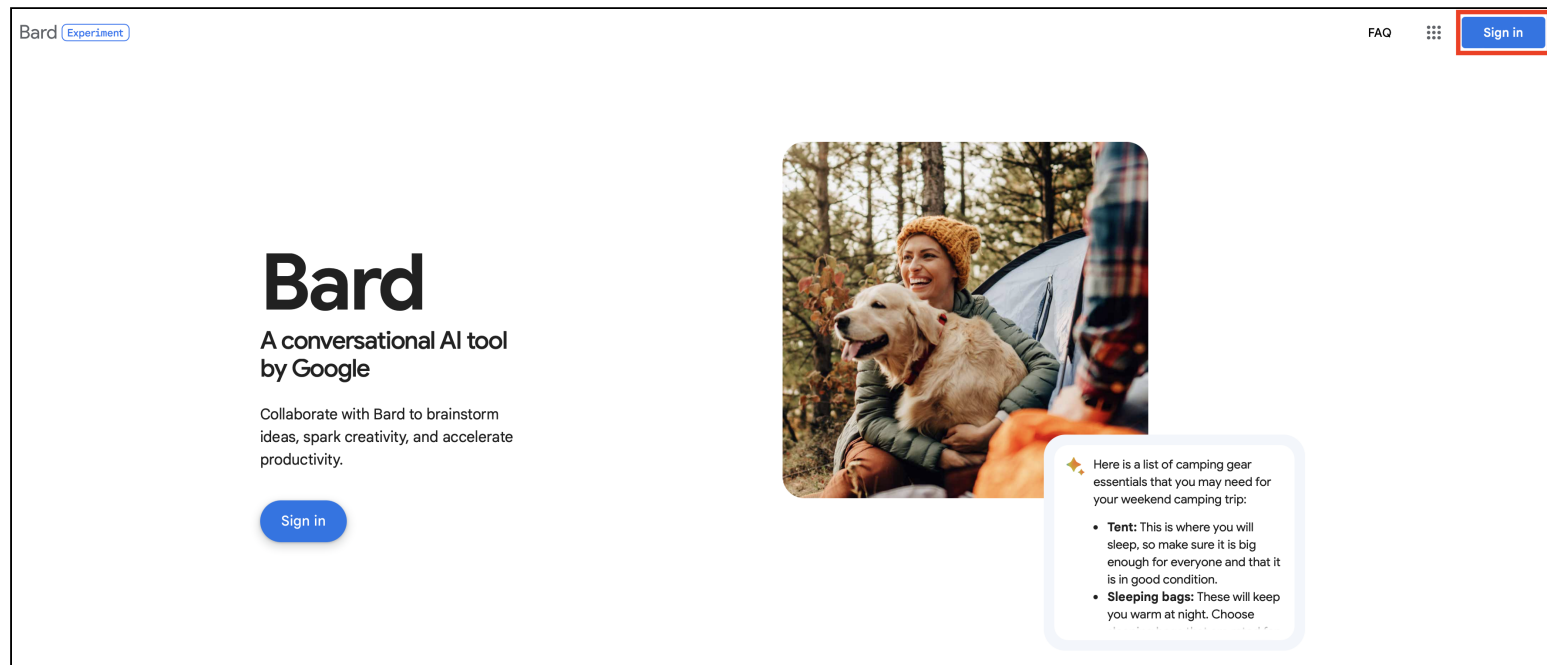 Bard Experiment
FAQ
Sign in
Bard
A conversational AI tool
by Google
Collaborate with Bard to brainstorm
ideas, spark creativity, and accelerate
productivity.
Sign in
Here is a list of camping gear
essentials that you may need for
your weekend camping trip:
• Tent: This is where you will
sleep, so make sure it is big
enough for everyone and that it
is in good condition.
• Sleeping bags: These will keep
you warm at night. Choose